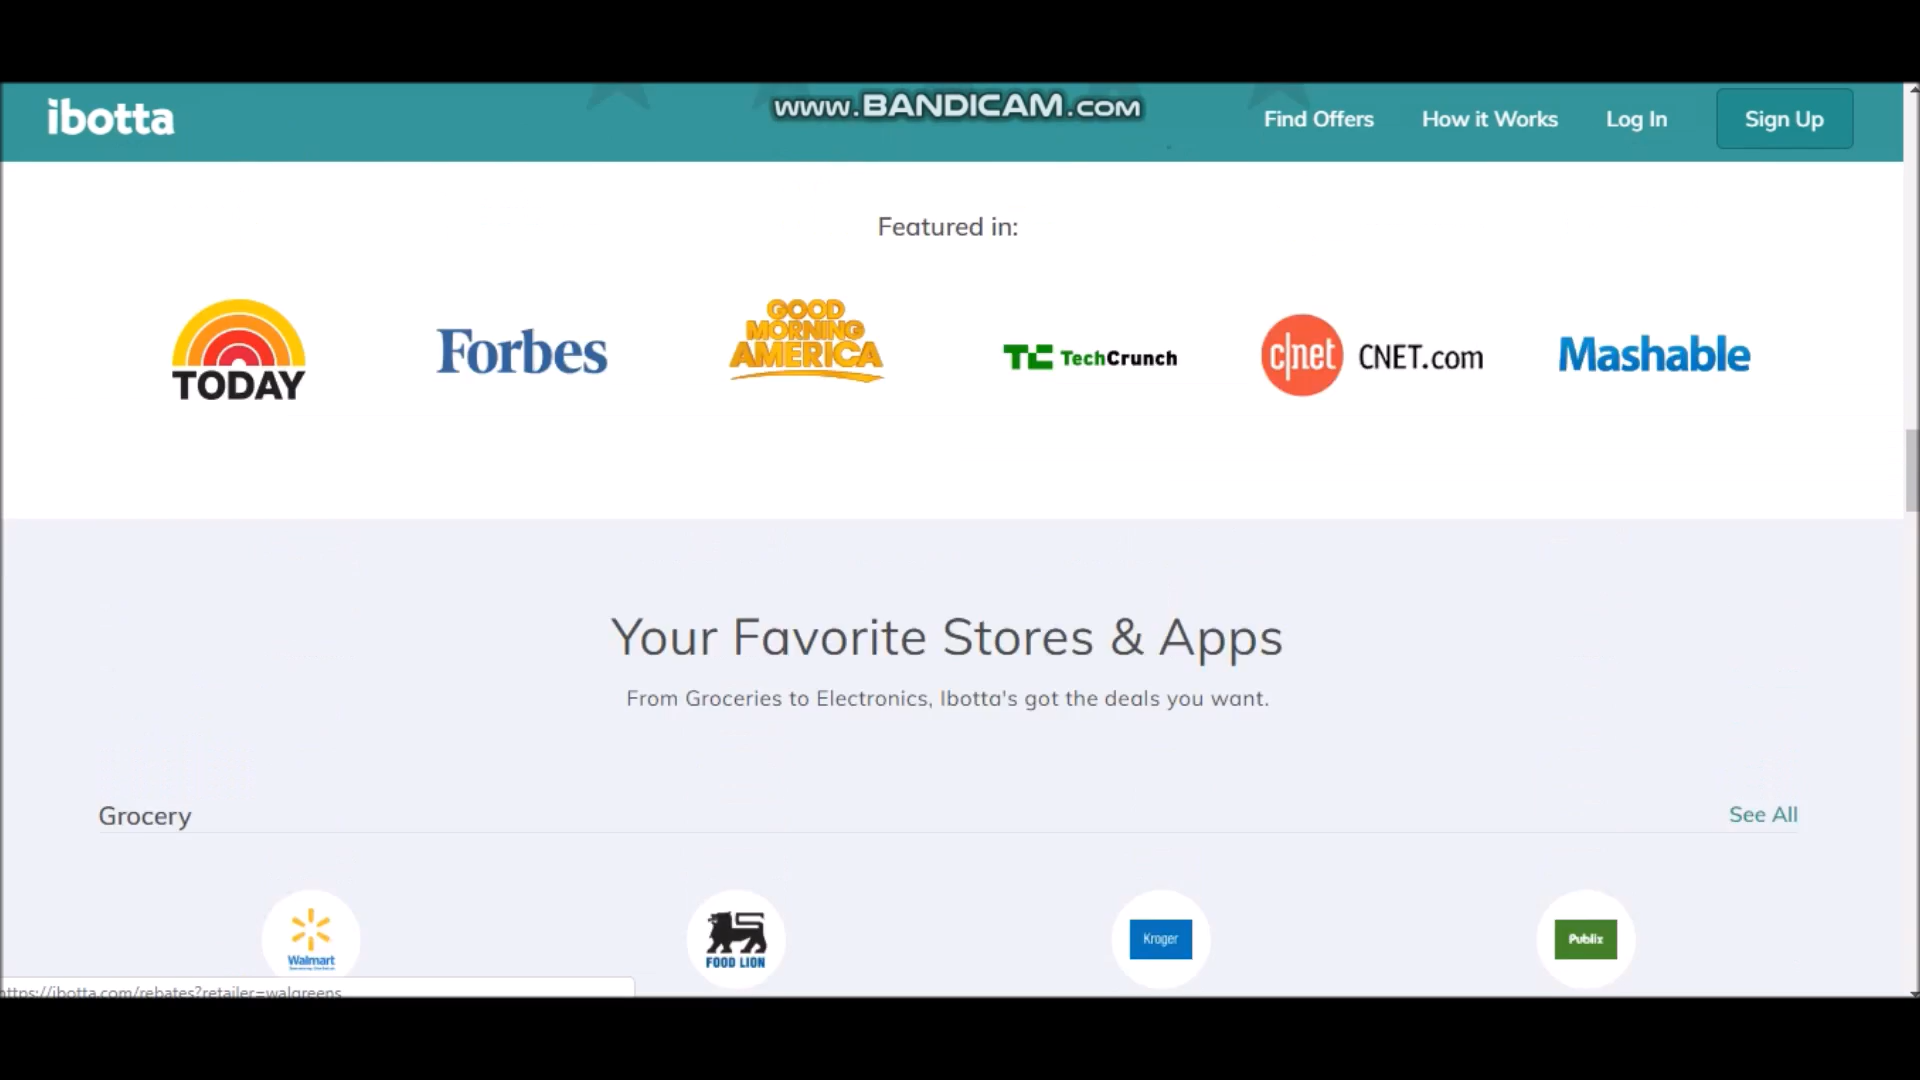 ibotta
www.BANDICAM.com
Find Offers
How it Works
Log In
Sign Up
Featured in:
TODAY
Forbes
GOOD
MORNING
AMERICA
TC TechCrunch
c|net CNET.com
Mashable
Your Favorite Stores & Apps
From Groceries to Electronics, Ibotta's got the deals you want.
Grocery
See All
Walmart
FOOD LION
Kroger
Publix
https://ibotta.com/rebates?retailer=walgreens